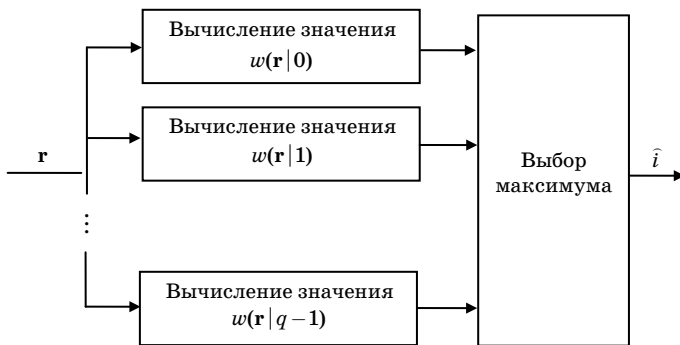 Вычисление значения
w(r|0)
Вычисление значения
w(r|1)
r
Выбор
максимума
î
⋮
Вычисление значения
w(r|q−1)